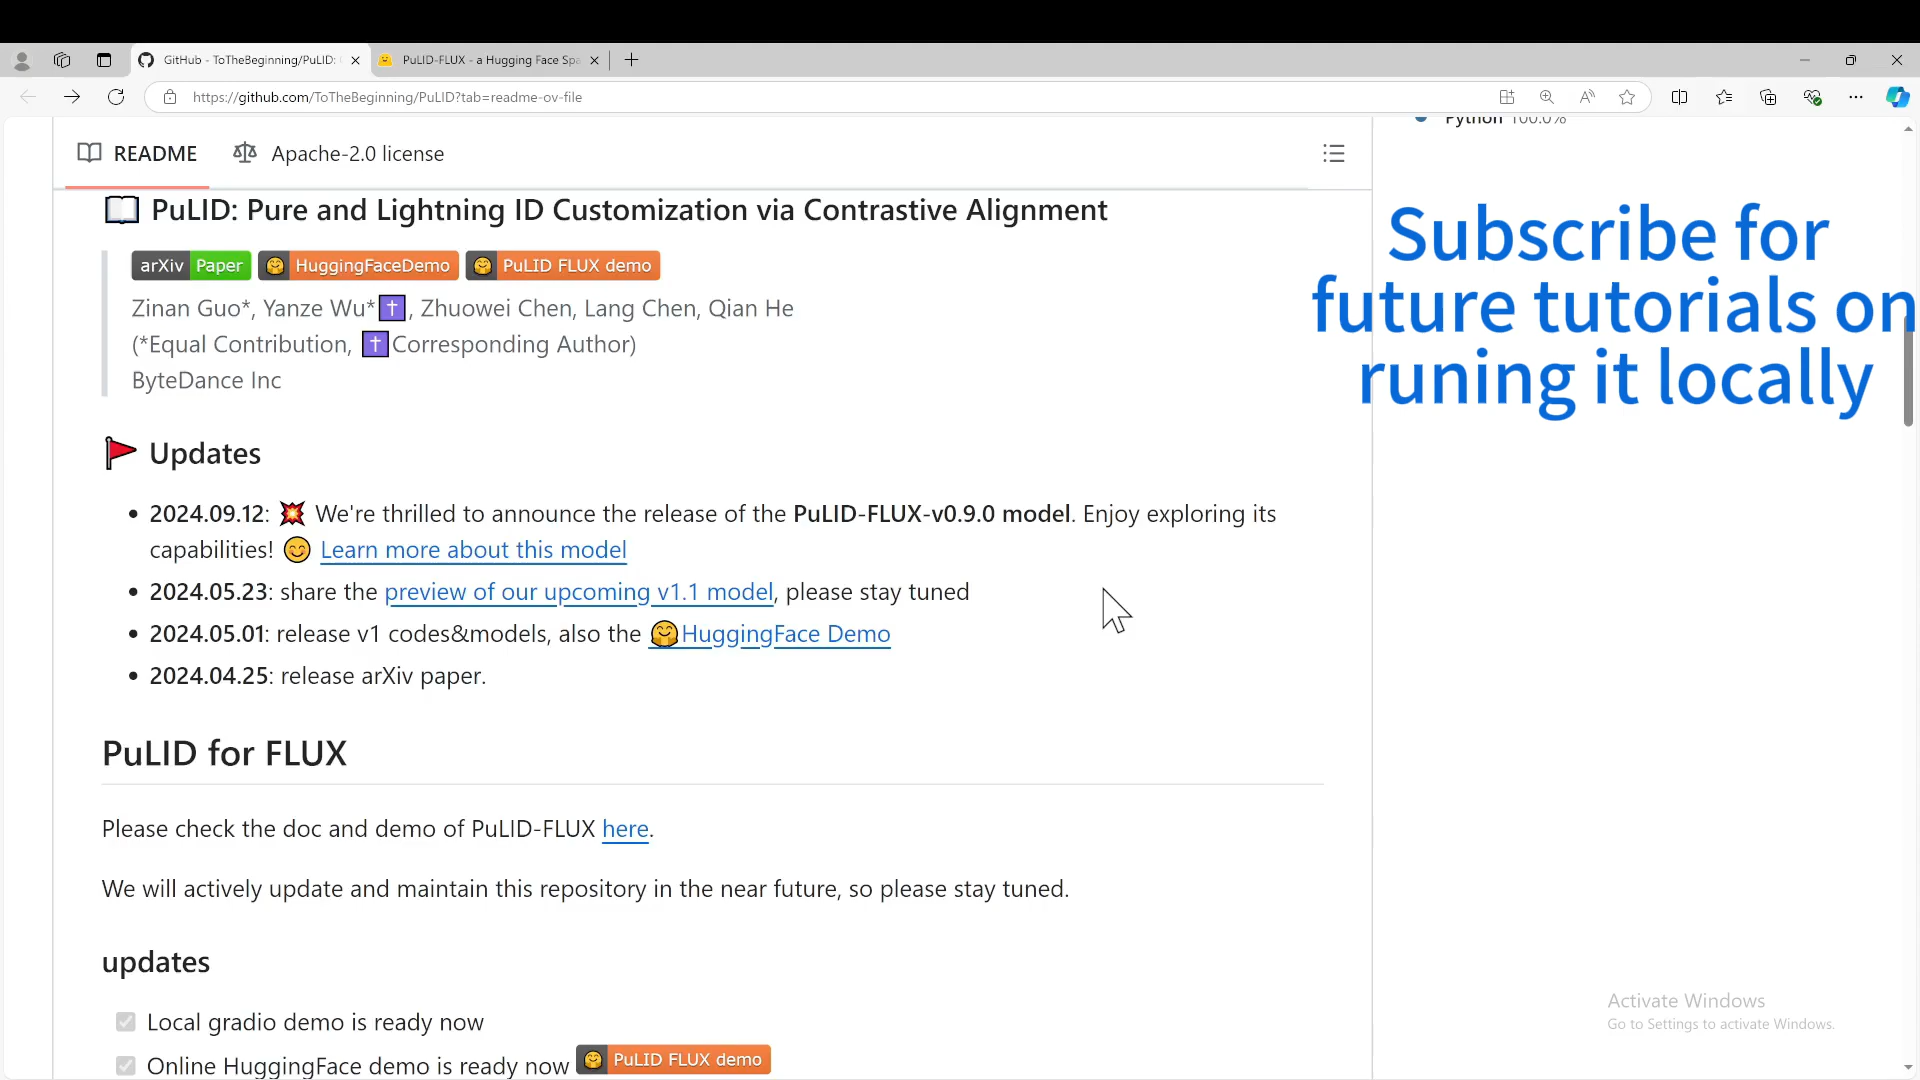 GitHub - ToTheBeginning/PuLID:
PuLID-FLUX - a Hugging Face Spa
https://github.com/ToTheBeginning/PuLID?tab=readme-ov-file
Python 100.0%
README
Apache-2.0 license
PuLID: Pure and Lightning ID Customization via Contrastive Alignment
arXiv Paper HuggingFaceDemo PuLID FLUX demo
Zinan Guo*, Yanze Wu*✝, Zhuowei Chen, Lang Chen, Qian He
(*Equal Contribution, ✝Corresponding Author)
ByteDance Inc
Subscribe for
future tutorials on
runing it locally
Updates
2024.09.12: 💥 We're thrilled to announce the release of the PuLID-FLUX-v0.9.0 model. Enjoy exploring its
capabilities! 😊 Learn more about this model
2024.05.23: share the preview of our upcoming v1.1 model, please stay tuned
2024.05.01: release v1 codes&models, also the 🤗HuggingFace Demo
2024.04.25: release arXiv paper.
PuLID for FLUX
Please check the doc and demo of PuLID-FLUX here.
We will actively update and maintain this repository in the near future, so please stay tuned.
updates
Local gradio demo is ready now
Online HuggingFace demo is ready now PuLID FLUX demo
Activate Windows
Go to Settings to activate Windows.